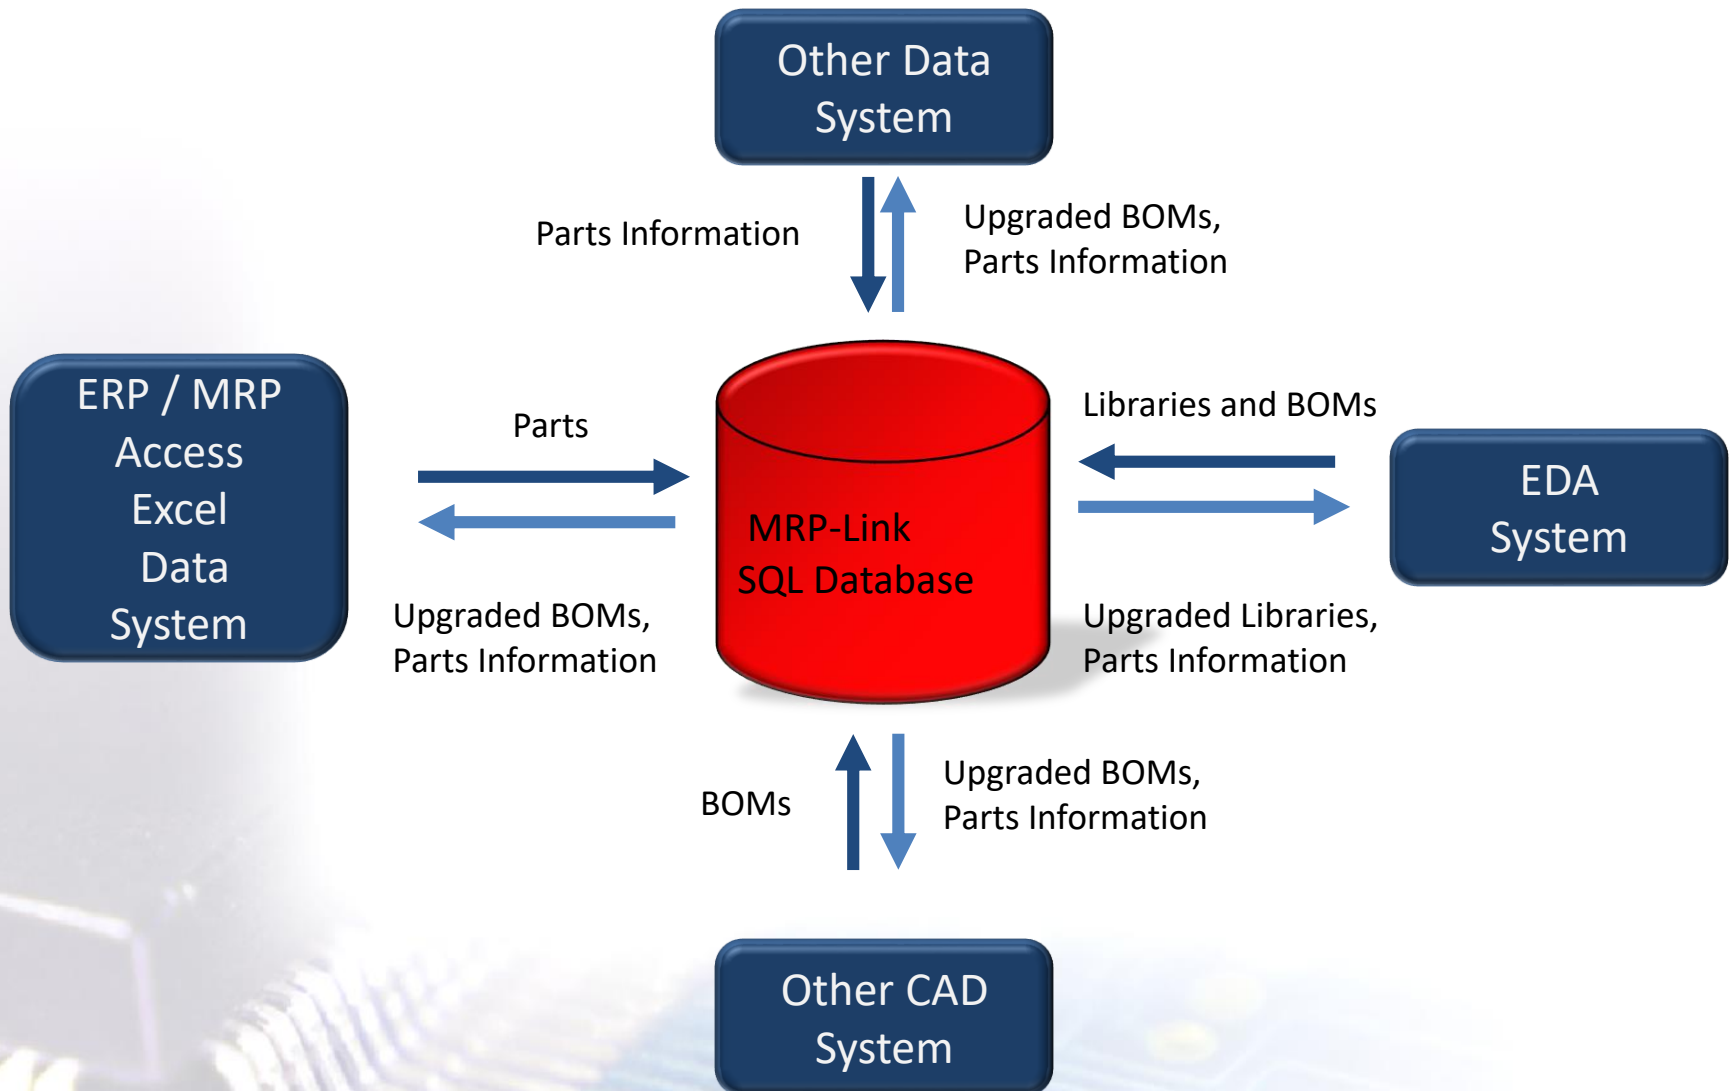 Other Data
System
Parts Information
Upgraded BOMs,
Parts Information
ERP / MRP
Access
Excel
Data
System
Parts
Upgraded BOMs,
Parts Information
MRP-Link
SQL Database
Libraries and BOMs
Upgraded Libraries,
Parts Information
EDA
System
BOMs
Upgraded BOMs,
Parts Information
Other CAD
System